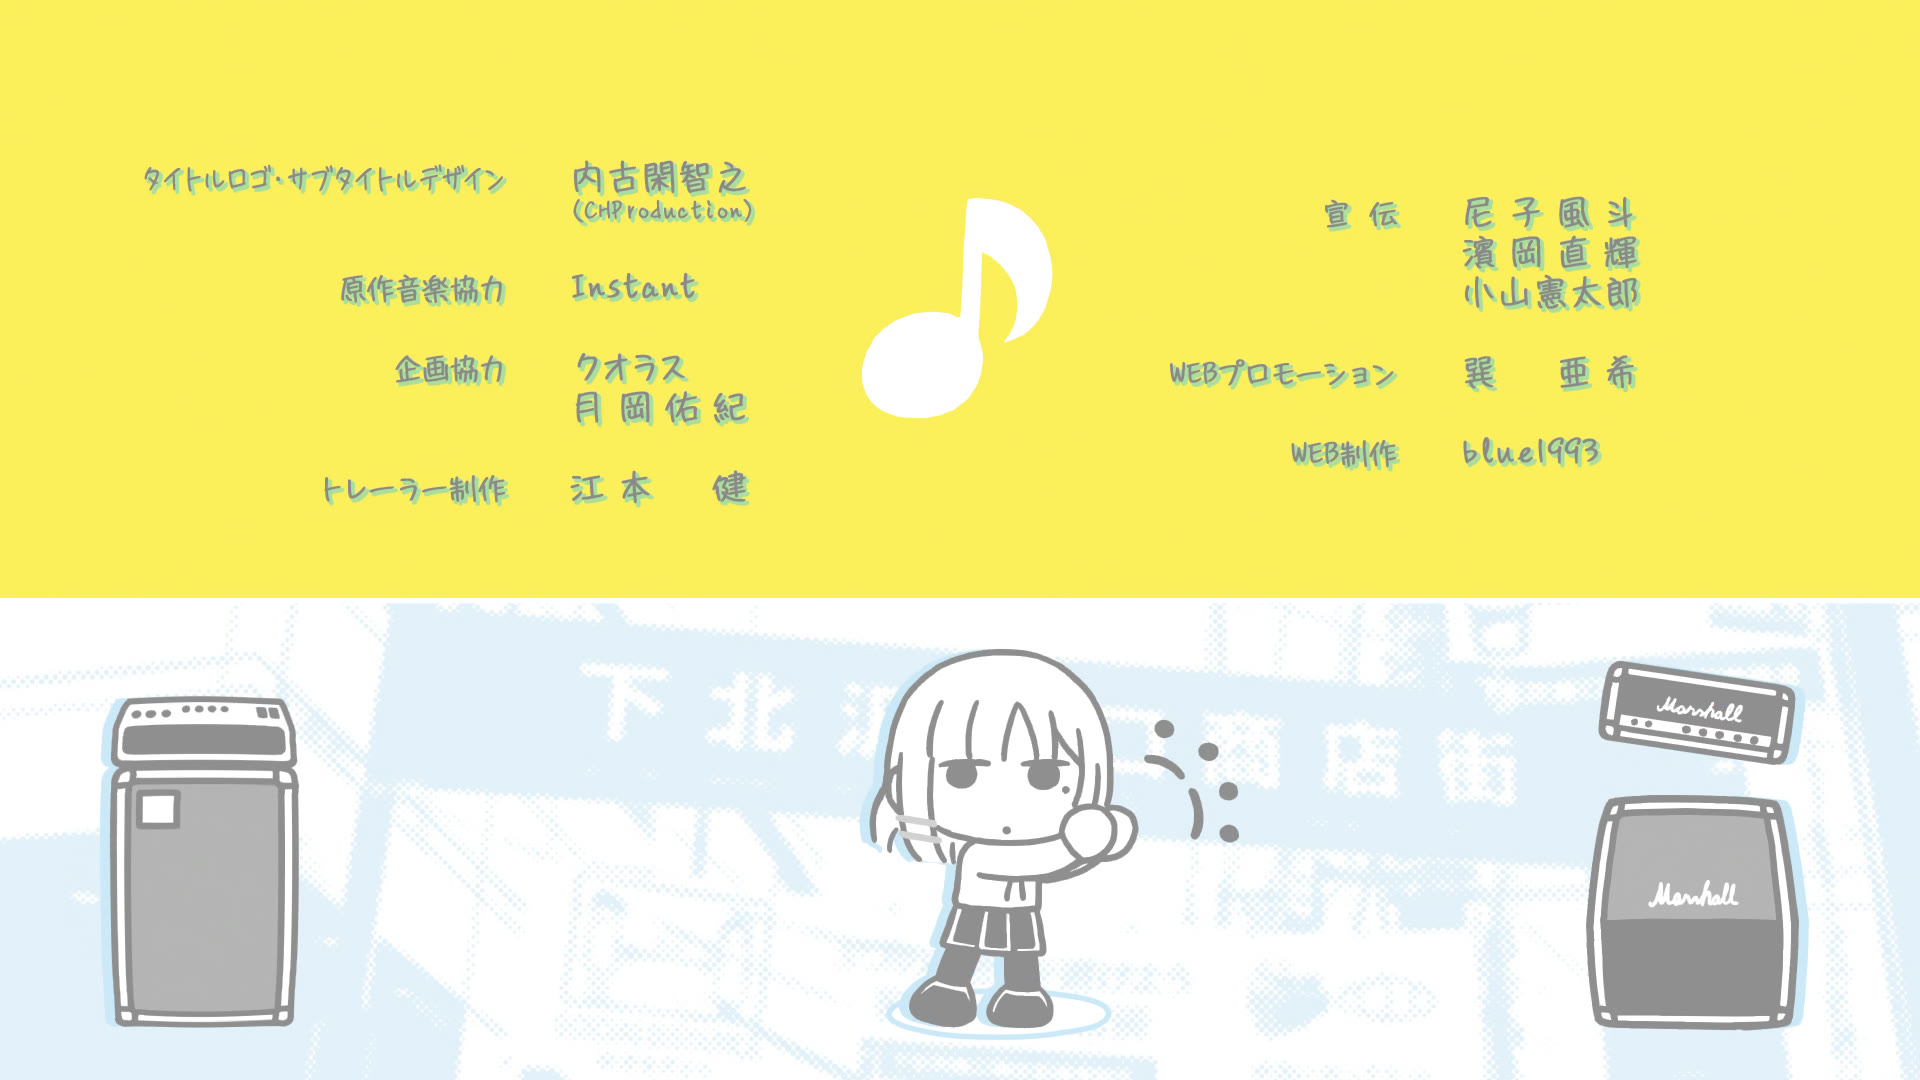 タイトルロゴ・サブタイトルデザイン 内古閑智之
(CHProduction)
原作音楽協力 Instant
企画協力 クオラス
月岡佑紀
トレーラー制作 江本 健
宣伝 尼子風斗
濱岡直輝
小山憲太郎
WEBプロモーション 巽 亜希
WEB制作 blue1993
下北沢
口商店街
Marshall
Marshall